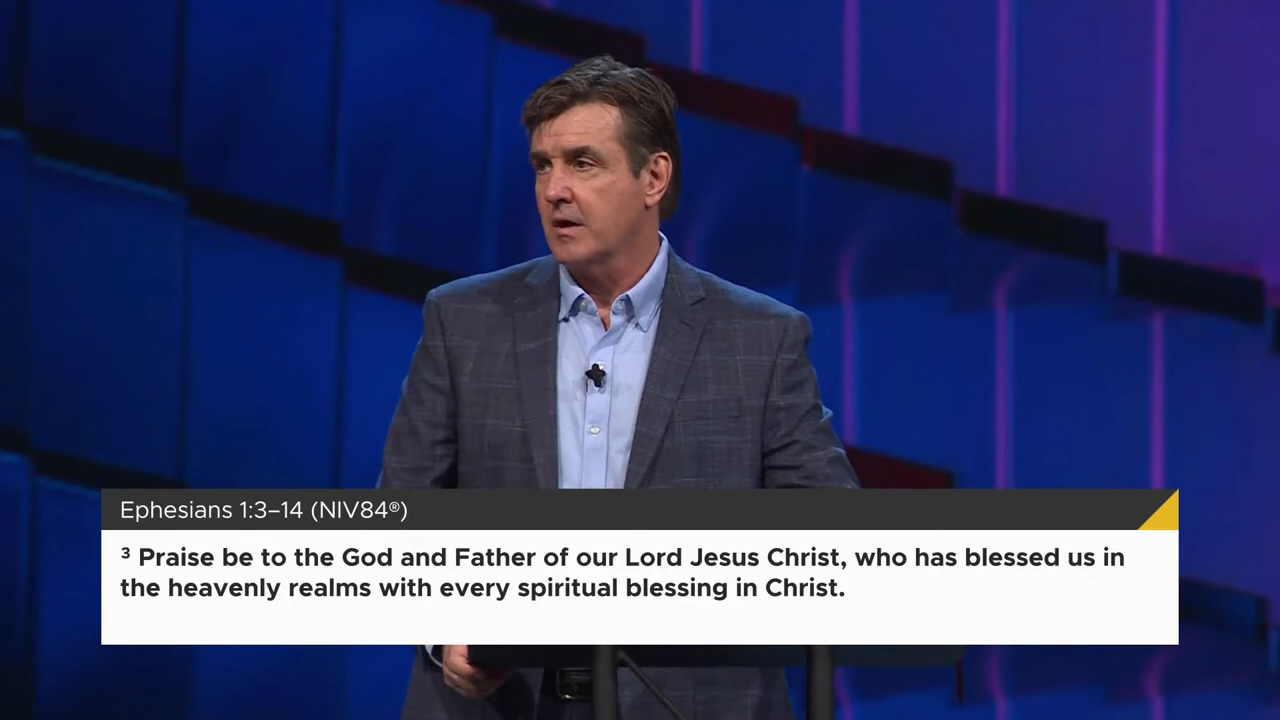 Ephesians 1:3–14 (NIV84®)
³ Praise be to the God and Father of our Lord Jesus Christ, who has blessed us in
the heavenly realms with every spiritual blessing in Christ.